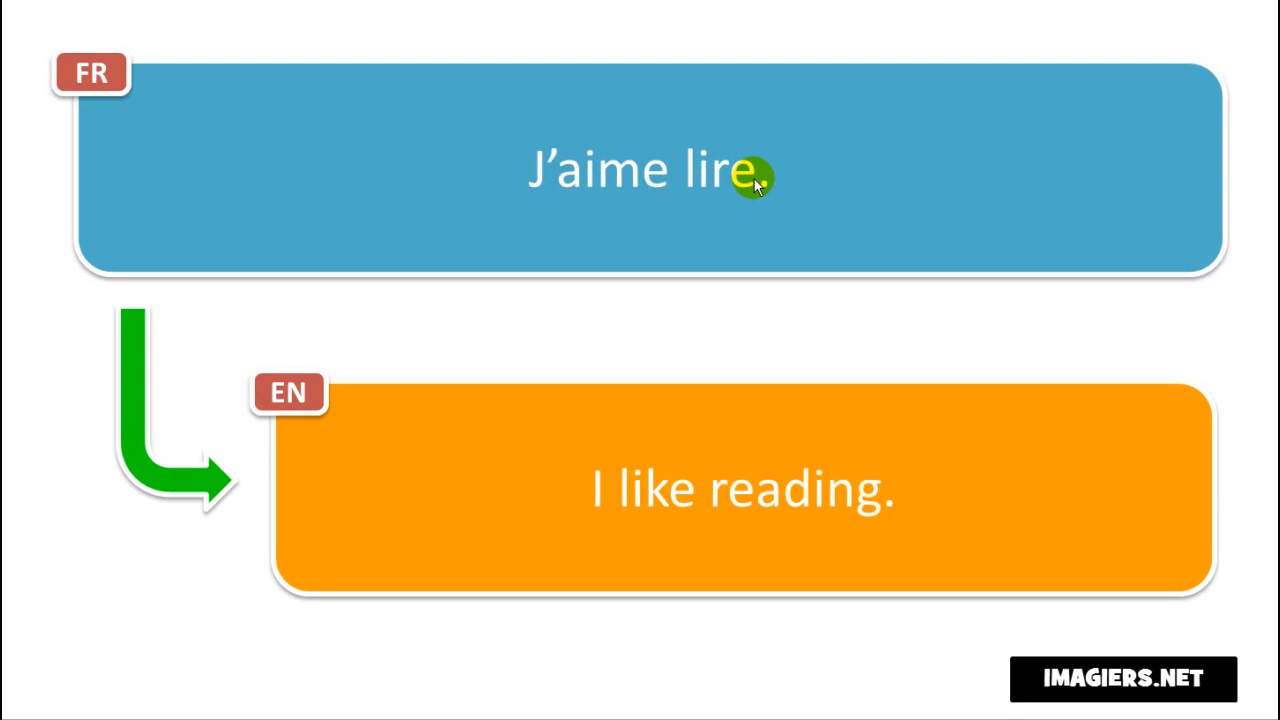 FR
J’aime lire.
EN
I like reading.
IMAGIERS.NET